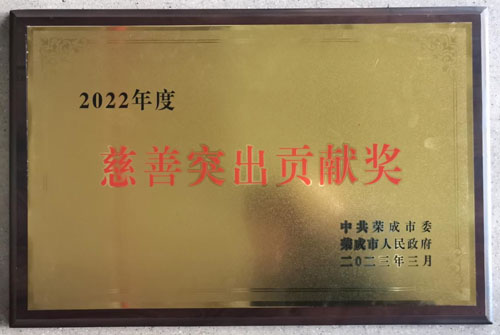 2022年度
慈善突出贡献奖
中共荣成市委
荣成市人民政府
二〇二三年三月